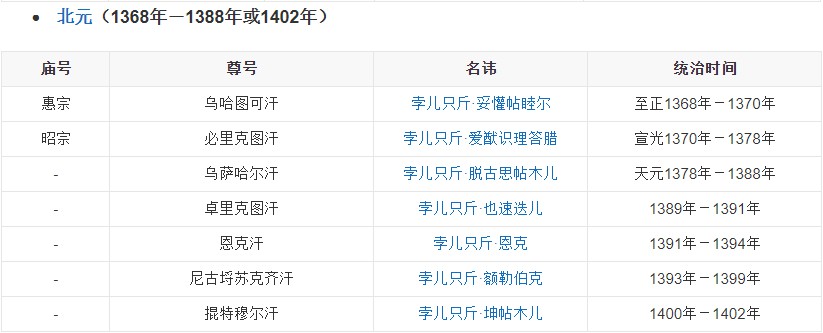 北元（1368年－1388年或1402年）
庙号 尊号 名讳 统治时间
惠宗 乌哈图可汗 孛儿只斤·妥懽帖睦尔 至正1368年－1370年
昭宗 必里克图汗 孛儿只斤·爱猷识理答腊 宣光1370年－1378年
- 乌萨哈尔汗 孛儿只斤·脱古思帖木儿 天元1378年－1388年
- 卓里克图汗 孛儿只斤·也速迭儿 1389年－1391年
- 恩克汗 孛儿只斤·恩克 1391年－1394年
- 尼古埒苏克齐汗 孛儿只斤·额勒伯克 1393年－1399年
- 掍特穆尔汗 孛儿只斤·坤帖木儿 1400年－1402年